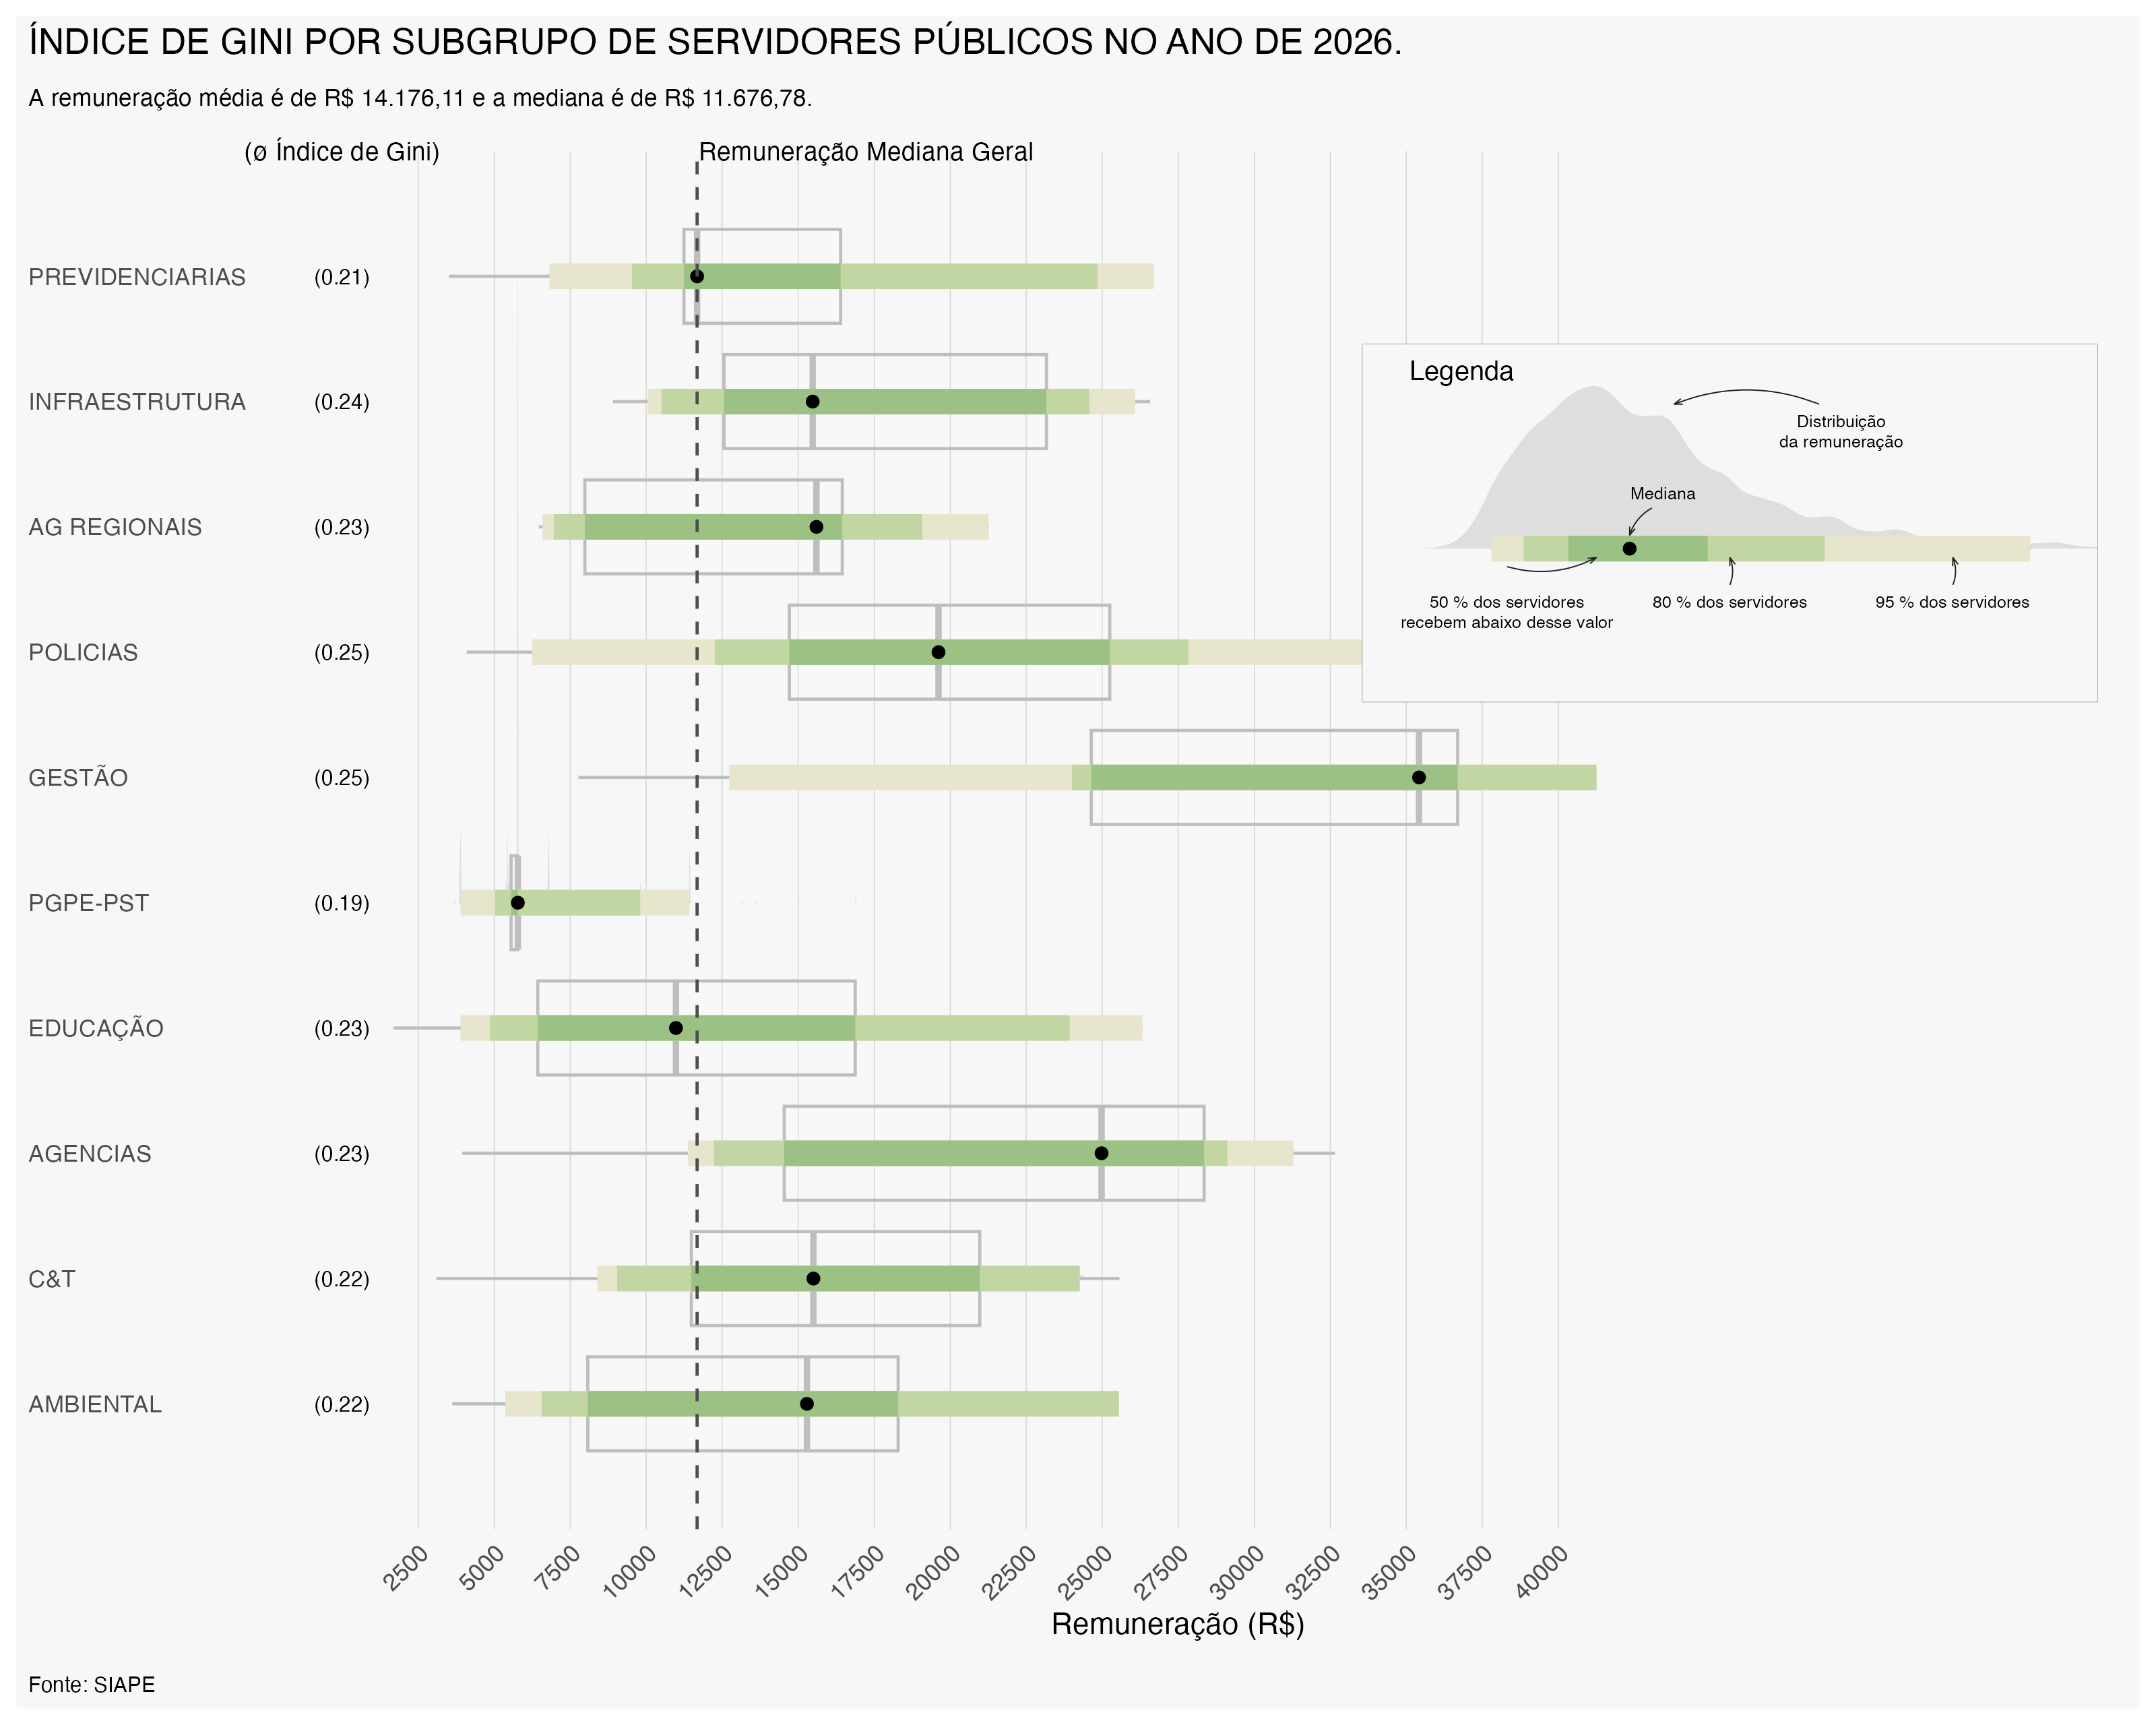 ÍNDICE DE GINI POR SUBGRUPO DE SERVIDORES PÚBLICOS NO ANO DE 2026.
A remuneração média é de R$ 14.176,11 e a mediana é de R$ 11.676,78.
(ø Índice de Gini)
Remuneração Mediana Geral
PREVIDENCIARIAS (0.21)
INFRAESTRUTURA (0.24)
AG REGIONAIS (0.23)
POLICIAS (0.25)
GESTÃO (0.25)
PGPE-PST (0.19)
EDUCAÇÃO (0.23)
AGENCIAS (0.23)
C&T (0.22)
AMBIENTAL (0.22)
Legenda
Distribuição
da remuneração
Mediana
50 % dos servidores
recebem abaixo desse valor
80 % dos servidores
95 % dos servidores
2500 5000 7500 10000 12500 15000 17500 20000 22500 25000 27500 30000 32500 35000 37500 40000
Remuneração (R$)
Fonte: SIAPE